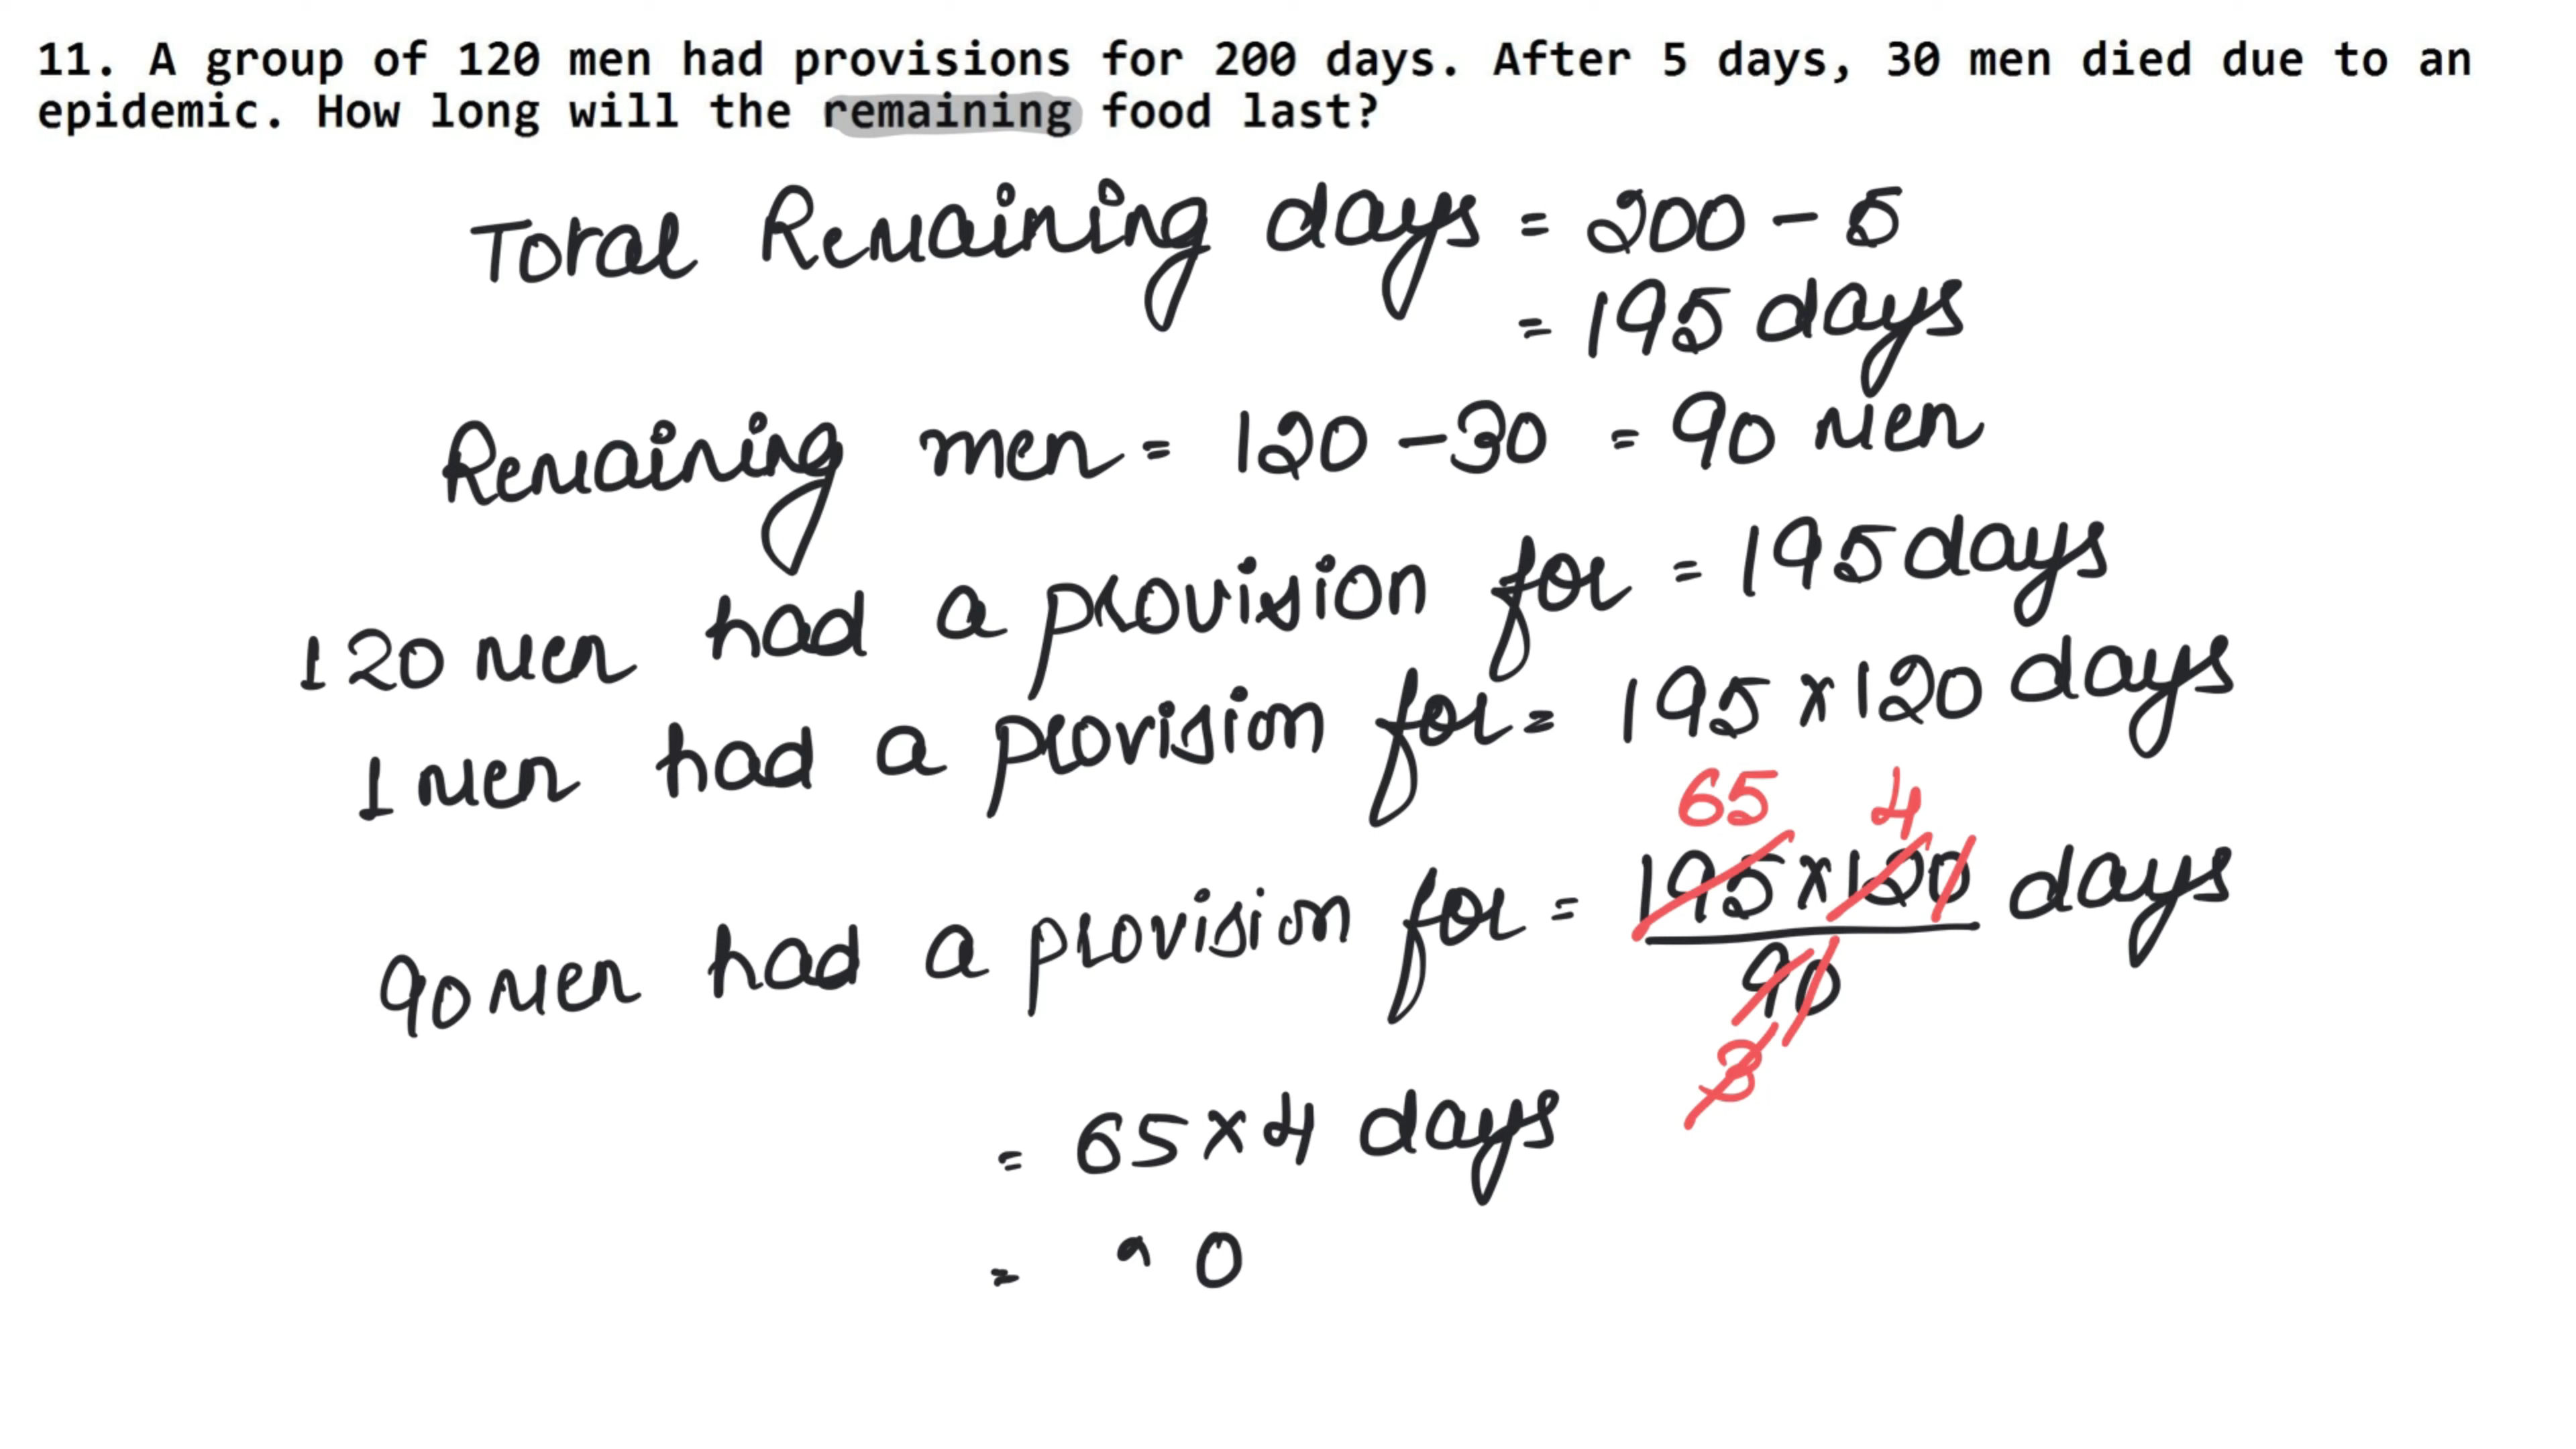 11. A group of 120 men had provisions for 200 days. After 5 days, 30 men died due to an
epidemic. How long will the remaining food last?
Total Remaining days = 200 - 5
= 195 days
Remaining men = 120 - 30 = 90 men
120 men had a provision for = 195 days
1 men had a provision for = 195 × 120 days
65 4
90 men had a provision for = 195 × 120 days
90
3
= 65 × 4 days
= 0